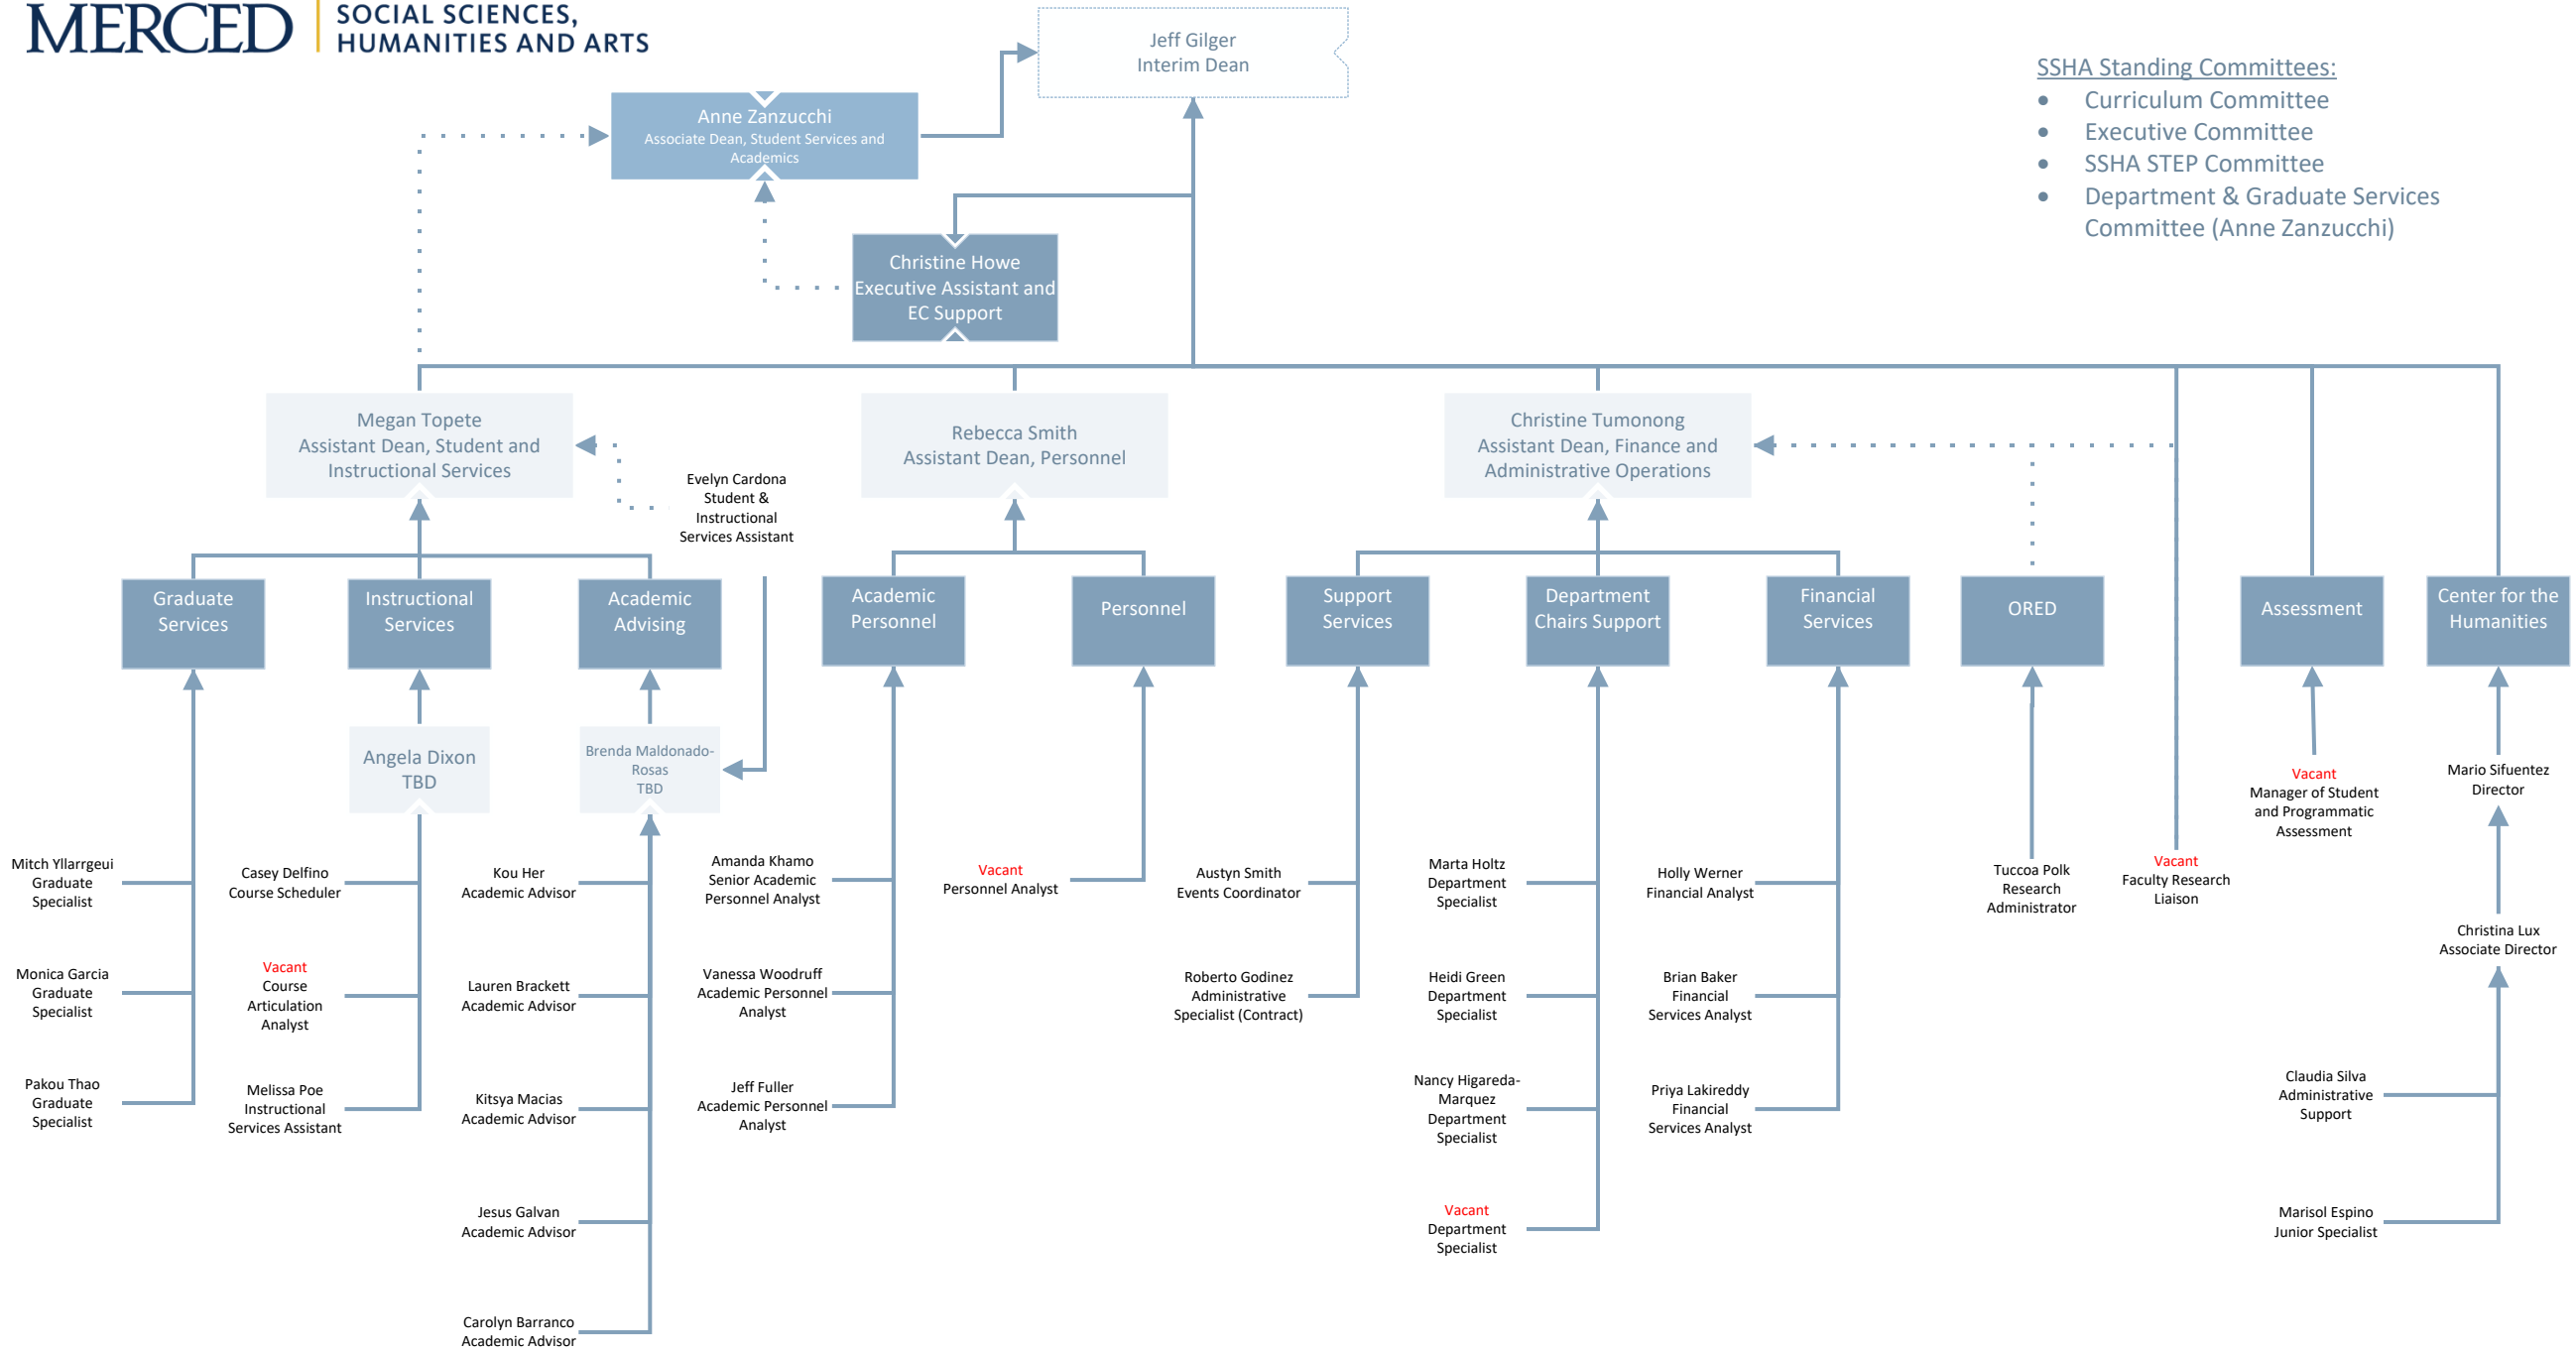 MERCED
SOCIAL SCIENCES,
HUMANITIES AND ARTS
Jeff Gilger
Interim Dean
SSHA Standing Committees:
• Curriculum Committee
• Executive Committee
• SSHA STEP Committee
• Department & Graduate Services
Committee (Anne Zanzucchi)
Anne Zanzucchi
Associate Dean, Student Services and
Academics
Christine Howe
Executive Assistant and
EC Support
Megan Topete
Assistant Dean, Student and
Instructional Services
Rebecca Smith
Assistant Dean, Personnel
Christine Tumonong
Assistant Dean, Finance and
Administrative Operations
Evelyn Cardona
Student &
Instructional
Services Assistant
Graduate
Services
Instructional
Services
Academic
Advising
Academic
Personnel
Personnel
Support
Services
Department
Chairs Support
Financial
Services
ORED
Assessment
Center for the
Humanities
Angela Dixon
TBD
Brenda Maldonado-
Rosas
TBD
Mitch Yllarrgeui
Graduate
Specialist
Monica Garcia
Graduate
Specialist
Pakou Thao
Graduate
Specialist
Casey Delfino
Course Scheduler
Vacant
Course
Articulation
Analyst
Melissa Poe
Instructional
Services Assistant
Kou Her
Academic Advisor
Lauren Brackett
Academic Advisor
Kitsya Macias
Academic Advisor
Jesus Galvan
Academic Advisor
Carolyn Barranco
Academic Advisor
Amanda Khamo
Senior Academic
Personnel Analyst
Vanessa Woodruff
Academic Personnel
Analyst
Jeff Fuller
Academic Personnel
Analyst
Vacant
Personnel Analyst
Austyn Smith
Events Coordinator
Roberto Godinez
Administrative
Specialist (Contract)
Marta Holtz
Department
Specialist
Heidi Green
Department
Specialist
Nancy Higareda-
Marquez
Department
Specialist
Vacant
Department
Specialist
Holly Werner
Financial Analyst
Brian Baker
Financial
Services Analyst
Priya Lakireddy
Financial
Services Analyst
Tuccoa Polk
Research
Administrator
Vacant
Faculty Research
Liaison
Vacant
Manager of Student
and Programmatic
Assessment
Mario Sifuentez
Director
Christina Lux
Associate Director
Claudia Silva
Administrative
Support
Marisol Espino
Junior Specialist